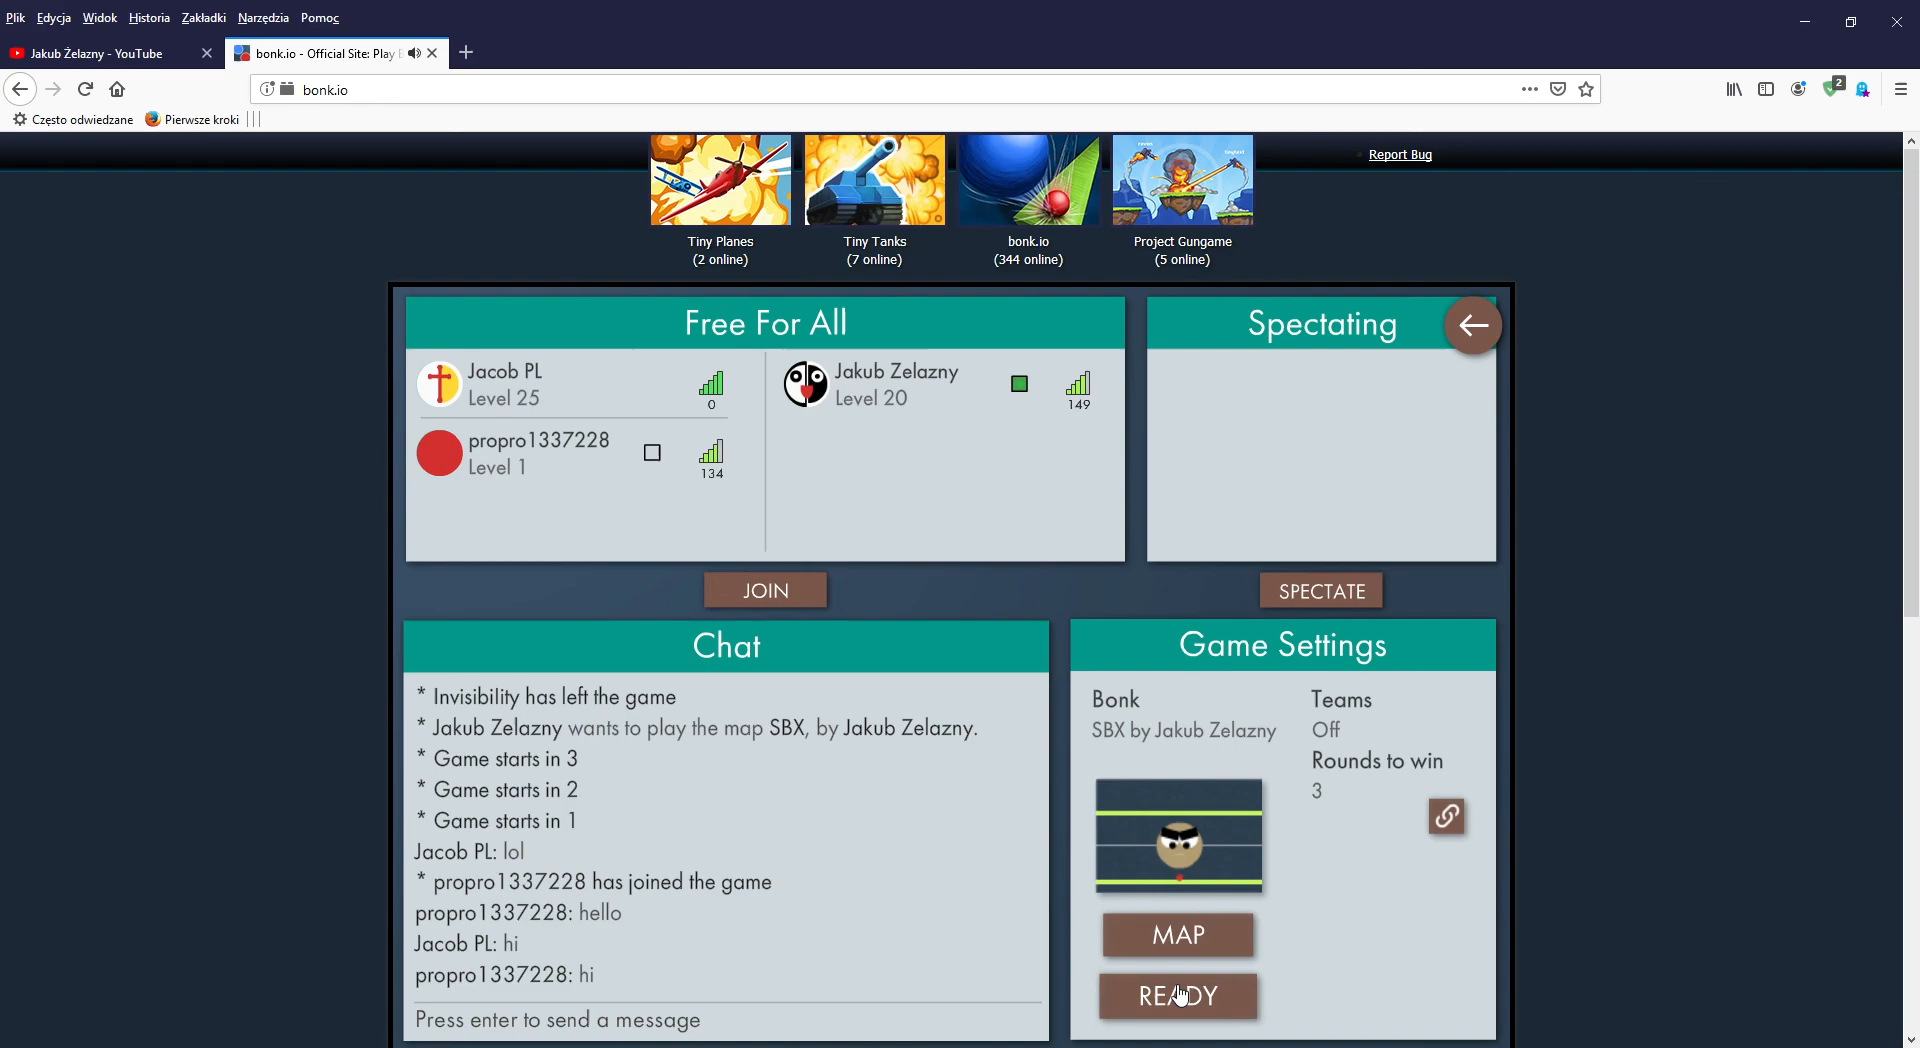 Plik Edycja Widok Historia Zakładki Narzędzia Pomoc
Jakub Żelazny - YouTube
bonk.io - Official Site: Play
bonk.io
2
Często odwiedzane Pierwsze kroki
Report Bug
Tiny Planes
(2 online)
Tiny Tanks
(7 online)
bonk.io
(344 online)
Project Gungame
(5 online)
Free For All
Jacob PL
Level 25
0
propro1337228
Level 1
134
Jakub Zelazny
Level 20
149
Spectating
JOIN
SPECTATE
Chat
* Invisibility has left the game
* Jakub Zelazny wants to play the map SBX, by Jakub Zelazny.
* Game starts in 3
* Game starts in 2
* Game starts in 1
Jacob PL: lol
* propro1337228 has joined the game
propro1337228: hello
Jacob PL: hi
propro1337228: hi
Press enter to send a message
Game Settings
Bonk
SBX by Jakub Zelazny
Teams
Off
Rounds to win
3
MAP
READY